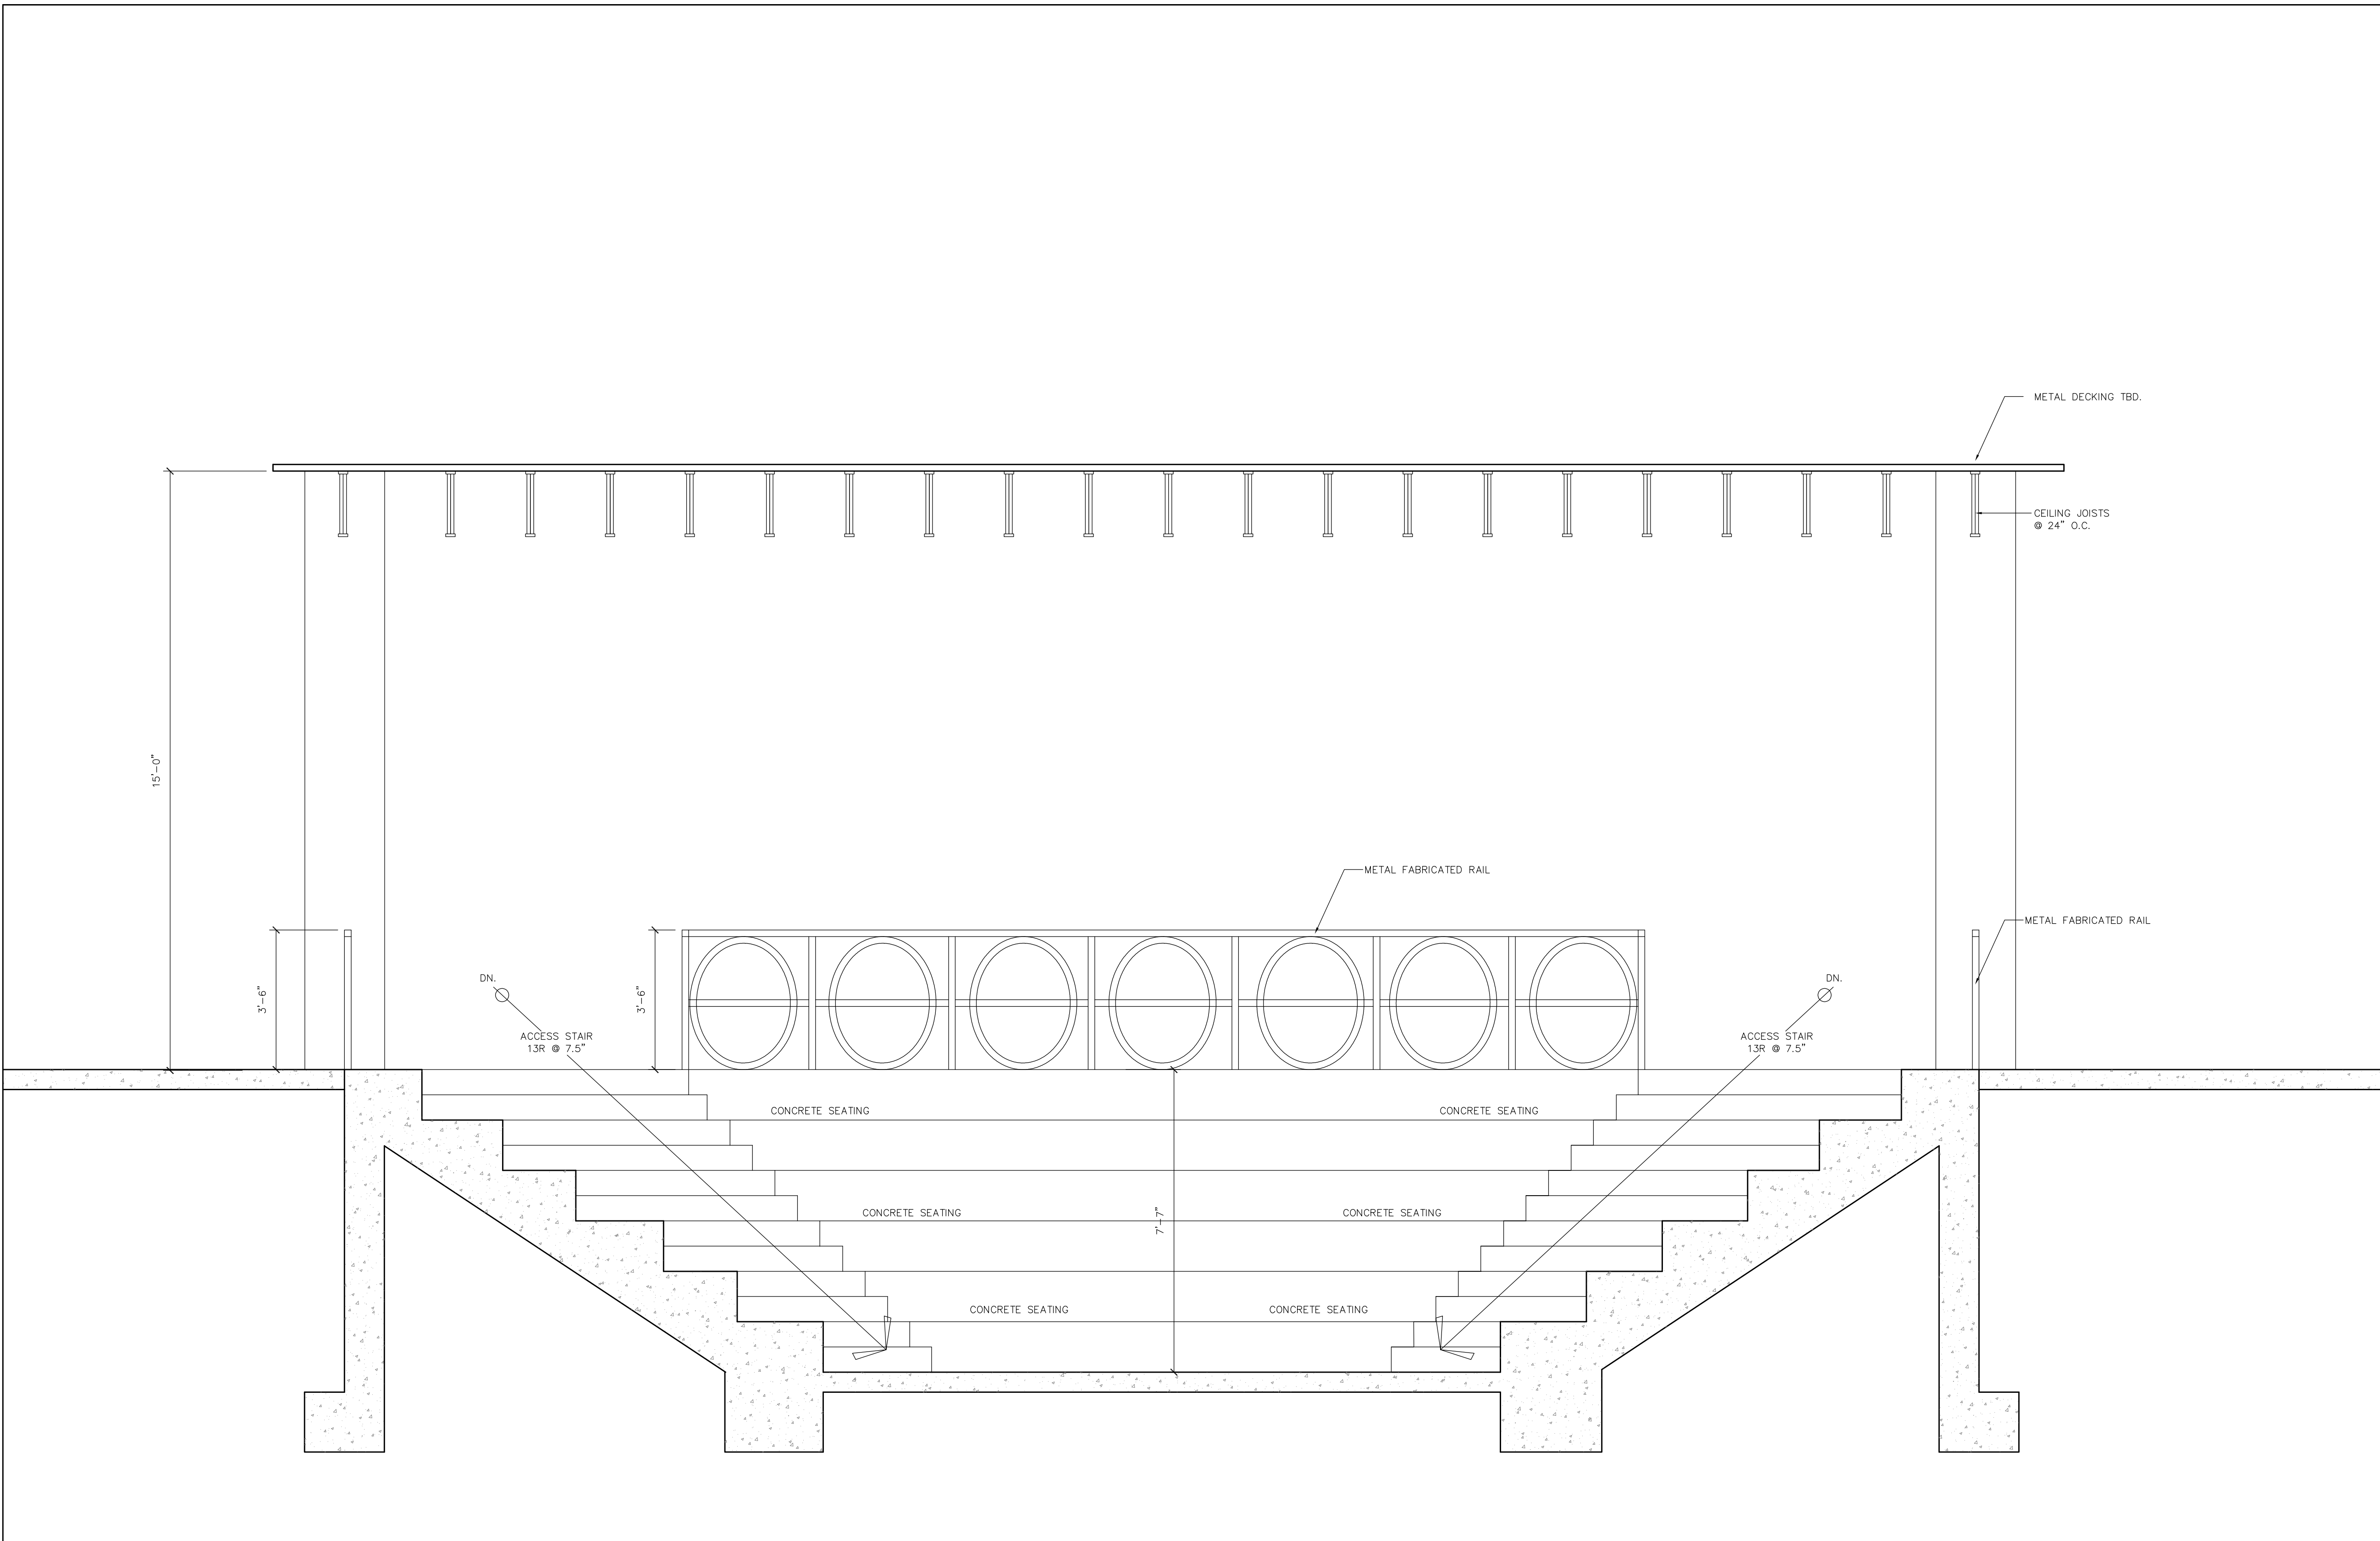 METAL DECKING TBD.
CEILING JOISTS
@ 24" O.C.
15'-0"
METAL FABRICATED RAIL
METAL FABRICATED RAIL
3'-6"
3'-6"
DN.
DN.
ACCESS STAIR
13R @ 7.5"
ACCESS STAIR
13R @ 7.5"
CONCRETE SEATING
CONCRETE SEATING
CONCRETE SEATING
7'-7"
CONCRETE SEATING
CONCRETE SEATING
CONCRETE SEATING